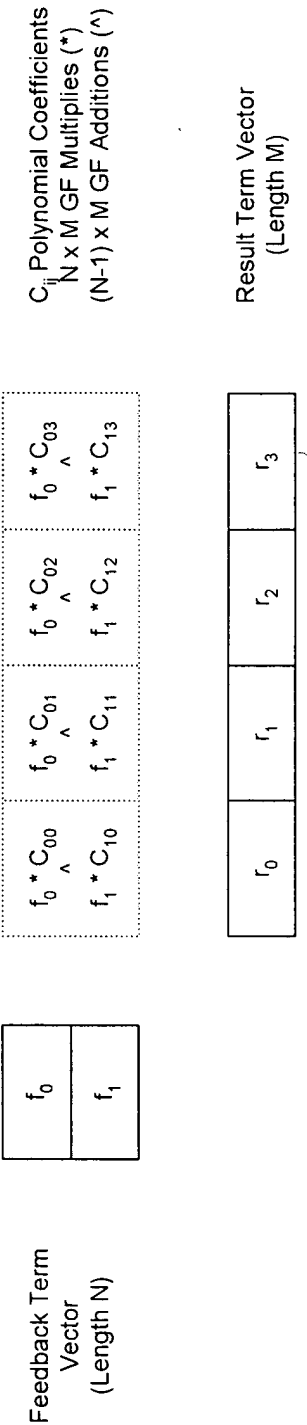 Feedback Term
Vector
(Length N)
f₀
f₁
f₀ * C₀₀
^
f₁ * C₁₀
f₀ * C₀₁
^
f₁ * C₁₁
f₀ * C₀₂
^
f₁ * C₁₂
f₀ * C₀₃
^
f₁ * C₁₃
Cᵢⱼ Polynomial Coefficients
N x M GF Multiplies (*)
(N-1) x M GF Additions (^)
r₀
r₁
r₂
r₃
Result Term Vector
(Length M)